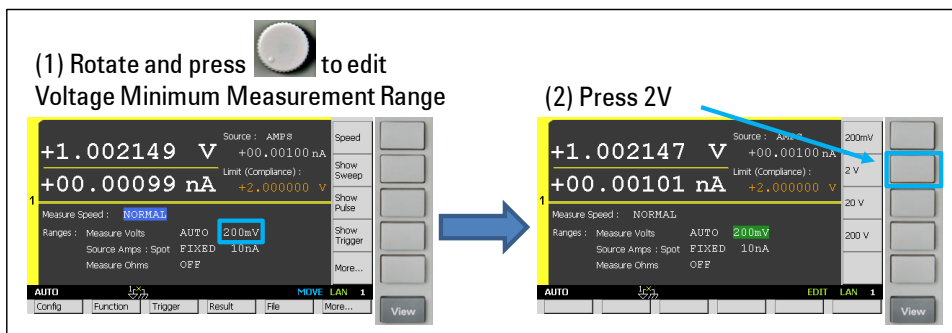 (1) Rotate and press to edit
Voltage Minimum Measurement Range
+1.002149 V
Source : AMPS
+00.00100 nA
Limit (Compliance) :
+00.00099 nA
+2.000000 V
1
Measure Speed : NORMAL
Ranges : Measure Volts AUTO 200mV
Source Amps : Spot FIXED 10nA
Measure Ohms OFF
AUTO MOVE LAN 1
Speed
Show Sweep
Show Pulse
Show Trigger
More...
Config Function Trigger Result File More...
View
(2) Press 2V
+1.002147 V
Source : AMPS
+00.00100 nA
Limit (Compliance) :
+00.00101 nA
+2.000000 V
1
Measure Speed : NORMAL
Ranges : Measure Volts AUTO 200mV
Source Amps : Spot FIXED 10nA
Measure Ohms OFF
AUTO EDIT LAN 1
200mV
2 V
20 V
200 V
View